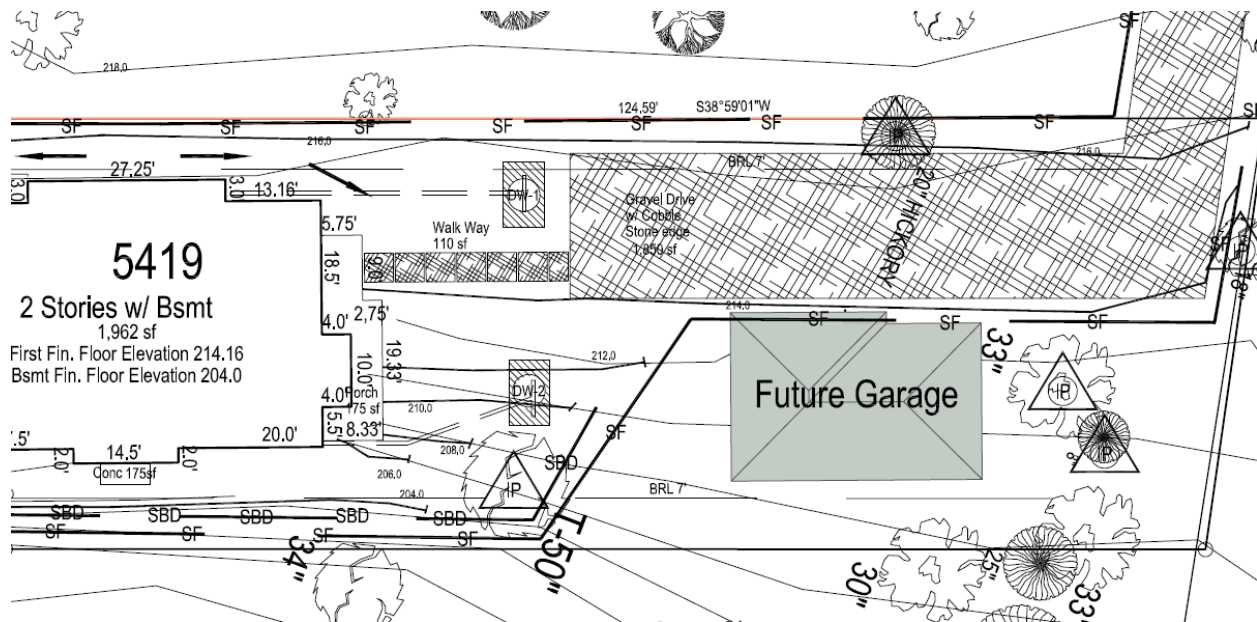 SF
218.0
124.59'
S38°59'01"W
SF
SF
SF
SF
SF
SF
SF
SF
216.0
216.0
27.25'
BRL 7'
3.0'
3.0'
13.16'
DW-1
20" HICKORY
Gravel Drive
w/ Cobble
Stone edge
1,859 sf
Walk Way
110 sf
5.75'
5419
18.5'
9.0'
2 Stories w/ Bsmt
1,962 sf
First Fin. Floor Elevation 214.16
Bsmt Fin. Floor Elevation 204.0
2,75'
4.0'
214.0
SF
SF
SF
33"
212.0
19.33'
10.0'
DW-2
Future Garage
Porch
175 sf
4.0'
210.0
5.5'
8.33'
SF
208.0
20.0'
14.5'
2.0'
2.0'
Conc 175sf
SBD
206.0
204.0
IP
BRL 7'
P
SBD
SBD
SBD
SBD
SBD
SF
SF
SF
SF
34"
T-50"
30"
25"
33"